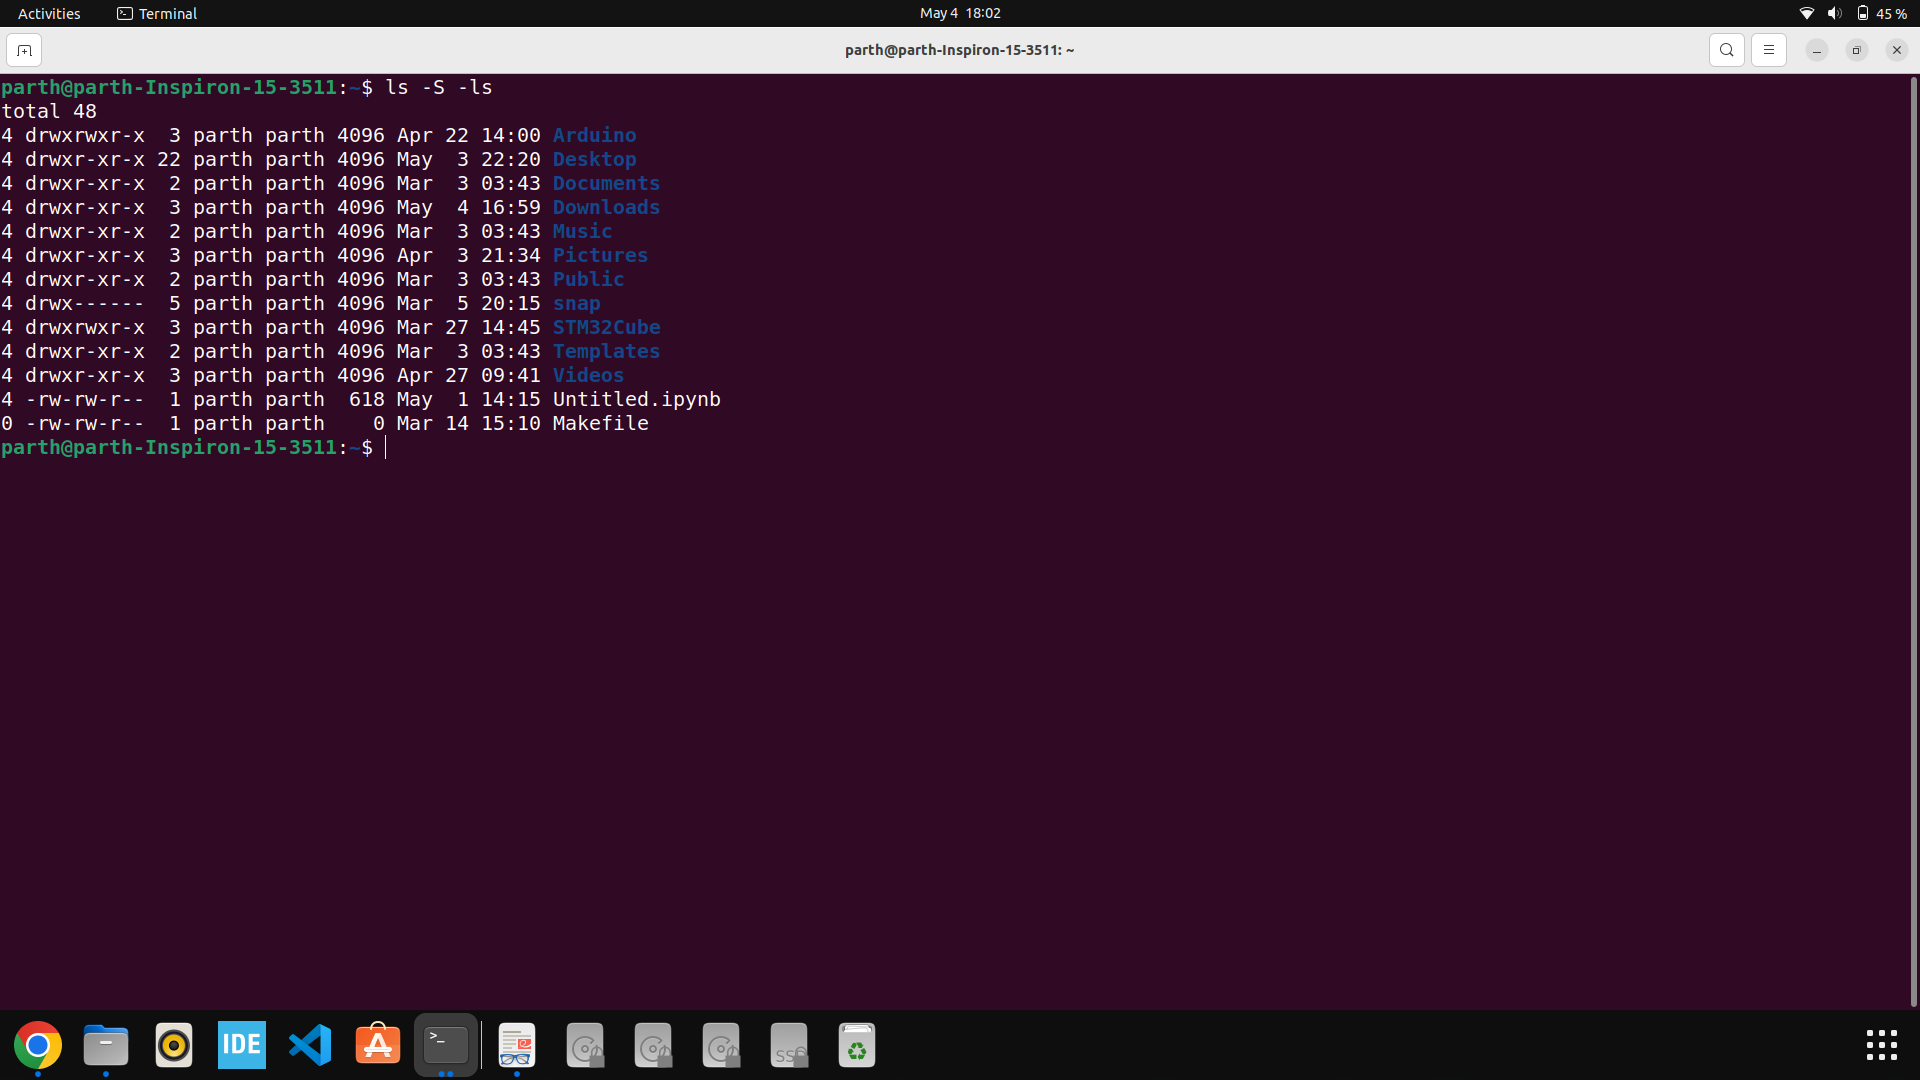 Activities Terminal May 4 18:02 45 %
parth@parth-Inspiron-15-3511: ~
parth@parth-Inspiron-15-3511:~$ ls -S -ls
total 48
4 drwxrwxr-x  3 parth parth 4096 Apr 22 14:00 Arduino
4 drwxr-xr-x 22 parth parth 4096 May  3 22:20 Desktop
4 drwxr-xr-x  2 parth parth 4096 Mar  3 03:43 Documents
4 drwxr-xr-x  3 parth parth 4096 May  4 16:59 Downloads
4 drwxr-xr-x  2 parth parth 4096 Mar  3 03:43 Music
4 drwxr-xr-x  3 parth parth 4096 Apr  3 21:34 Pictures
4 drwxr-xr-x  2 parth parth 4096 Mar  3 03:43 Public
4 drwx------  5 parth parth 4096 Mar  5 20:15 snap
4 drwxrwxr-x  3 parth parth 4096 Mar 27 14:45 STM32Cube
4 drwxr-xr-x  2 parth parth 4096 Mar  3 03:43 Templates
4 drwxr-xr-x  3 parth parth 4096 Apr 27 09:41 Videos
4 -rw-rw-r--  1 parth parth  618 May  1 14:15 Untitled.ipynb
0 -rw-rw-r--  1 parth parth    0 Mar 14 15:10 Makefile
parth@parth-Inspiron-15-3511:~$
IDE >_ SSD